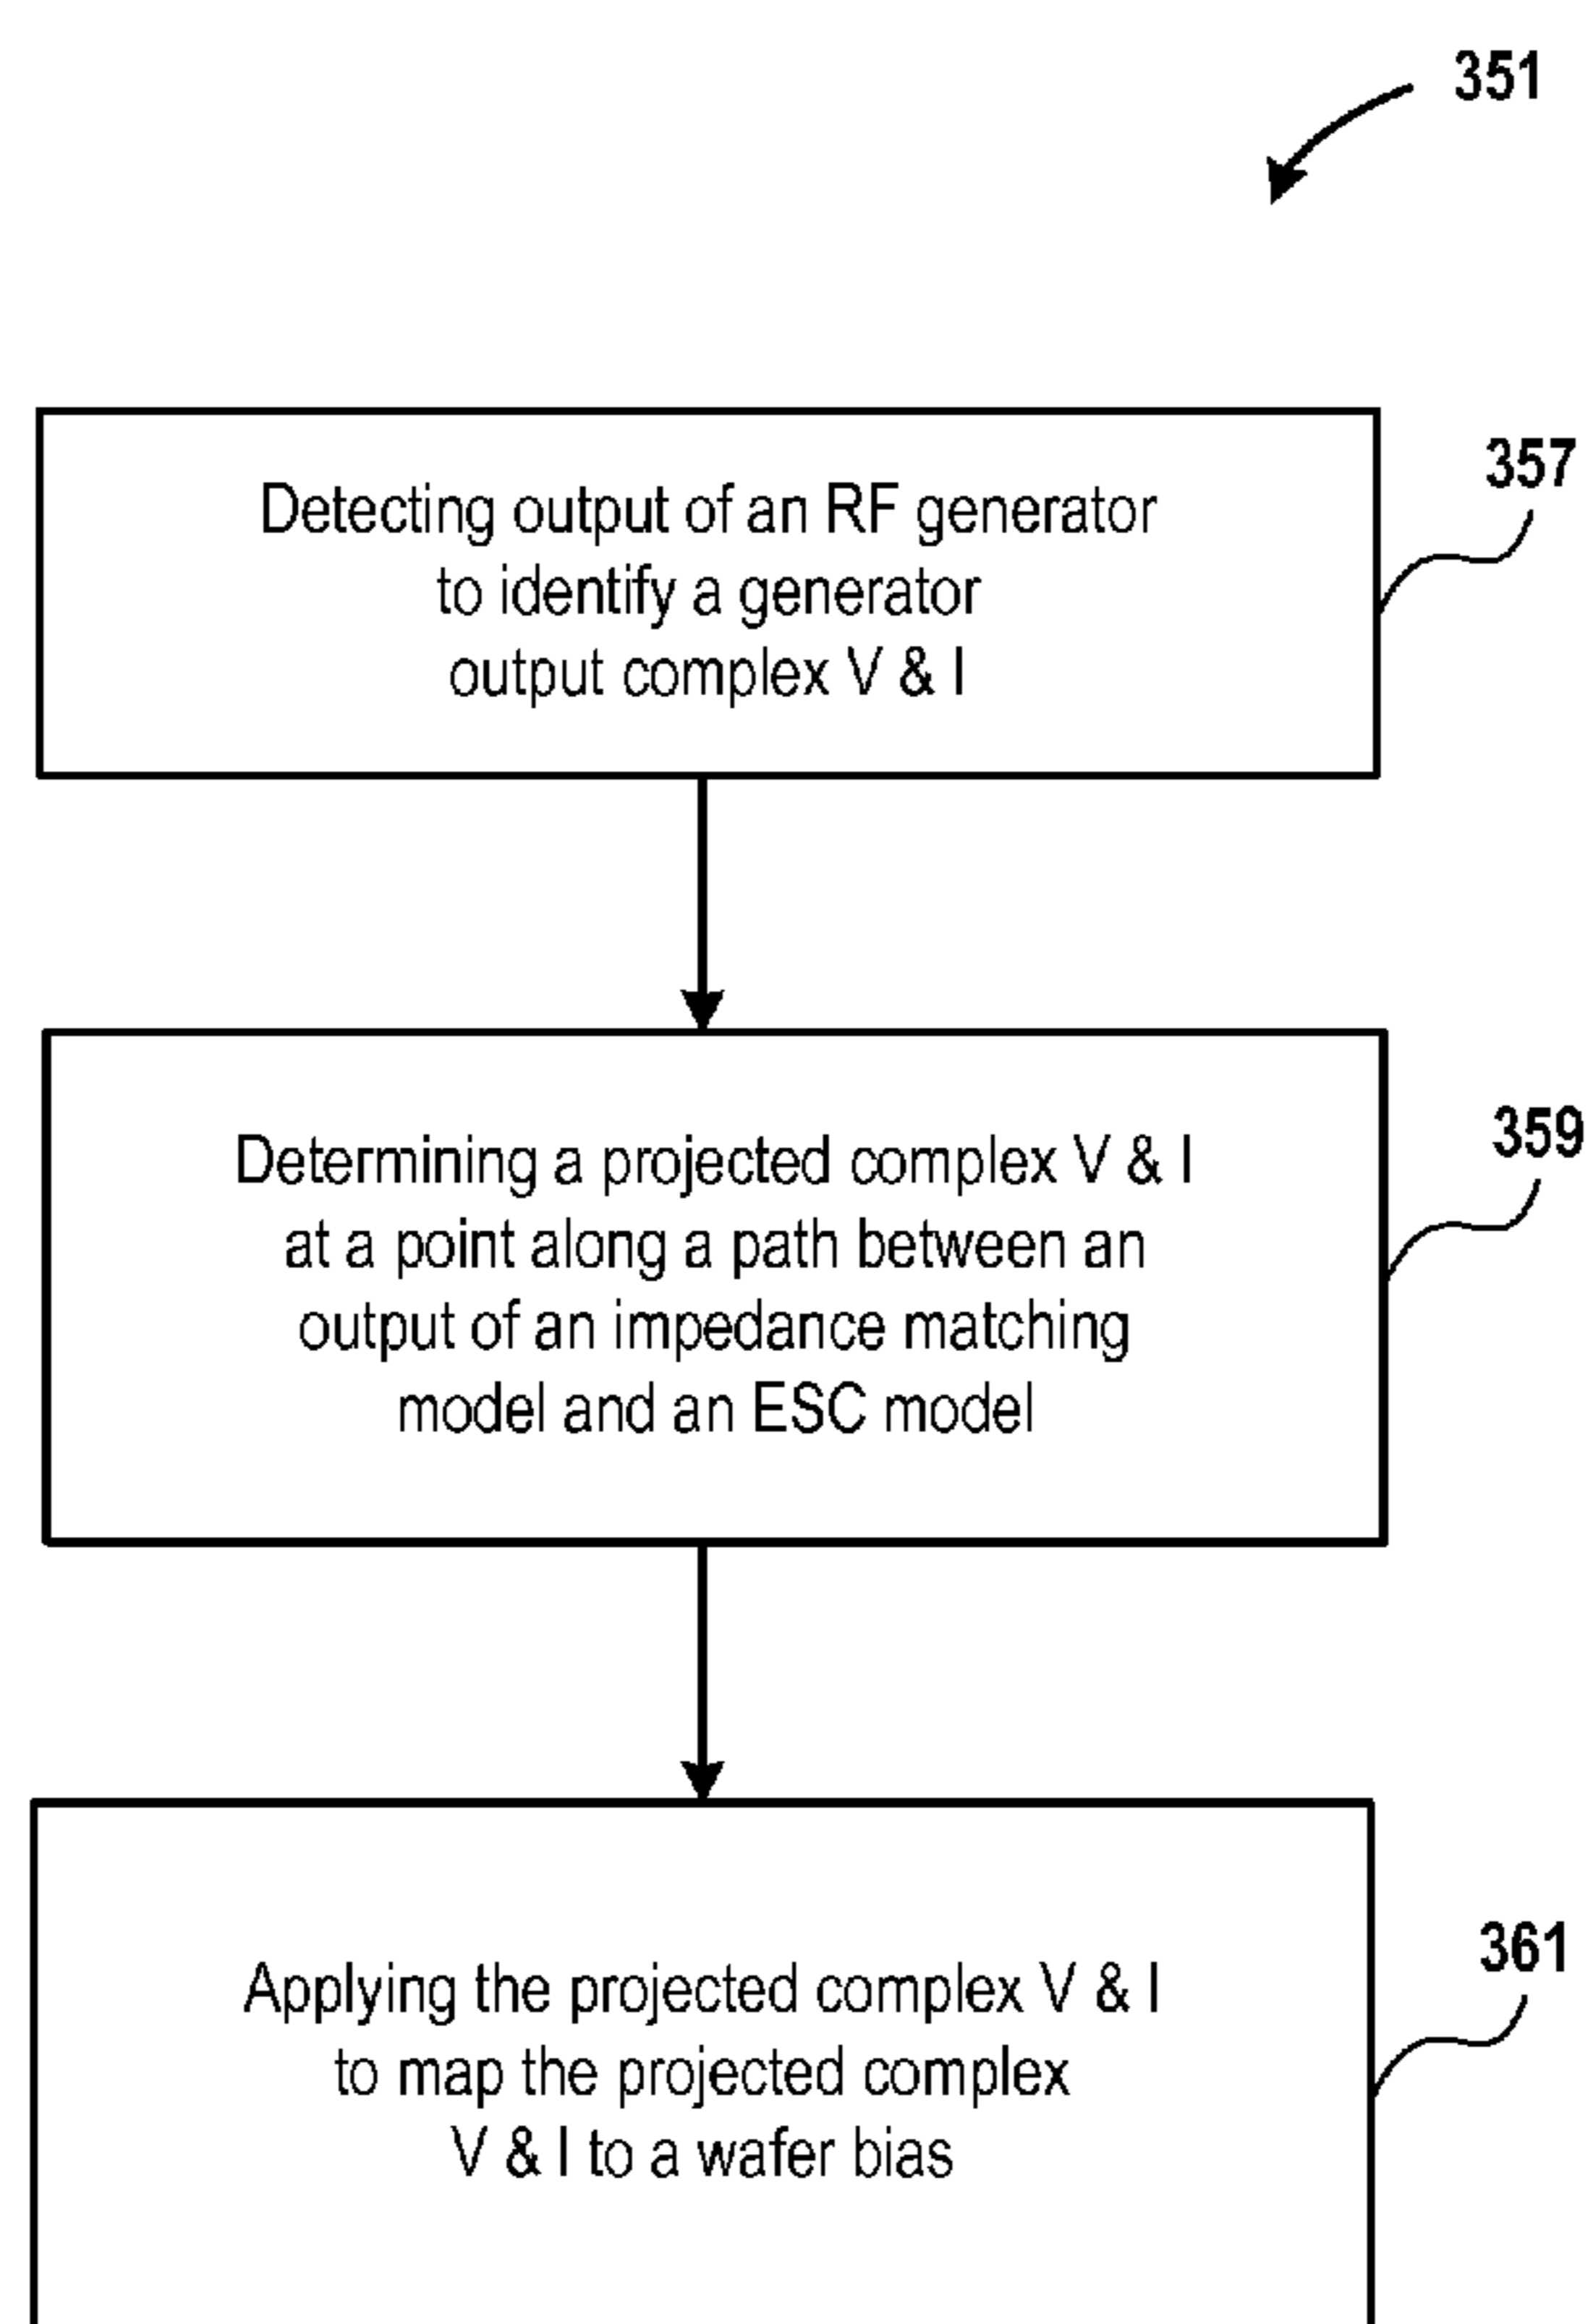 351
357
Detecting output of an RF generator
to identify a generator
output complex V & I
359
Determining a projected complex V & I
at a point along a path between an
output of an impedance matching
model and an ESC model
361
Applying the projected complex V & I
to map the projected complex
V & I to a wafer bias